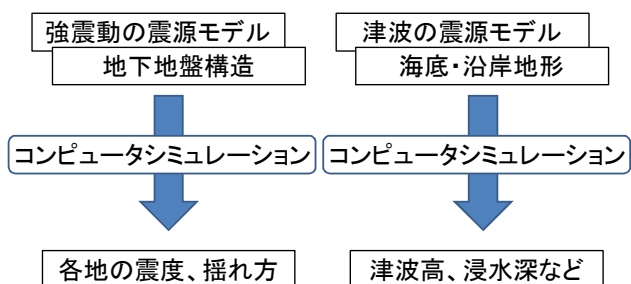 強震動の震源モデル
地下地盤構造
コンピュータシミュレーション
各地の震度、揺れ方
津波の震源モデル
海底・沿岸地形
コンピュータシミュレーション
津波高、浸水深など